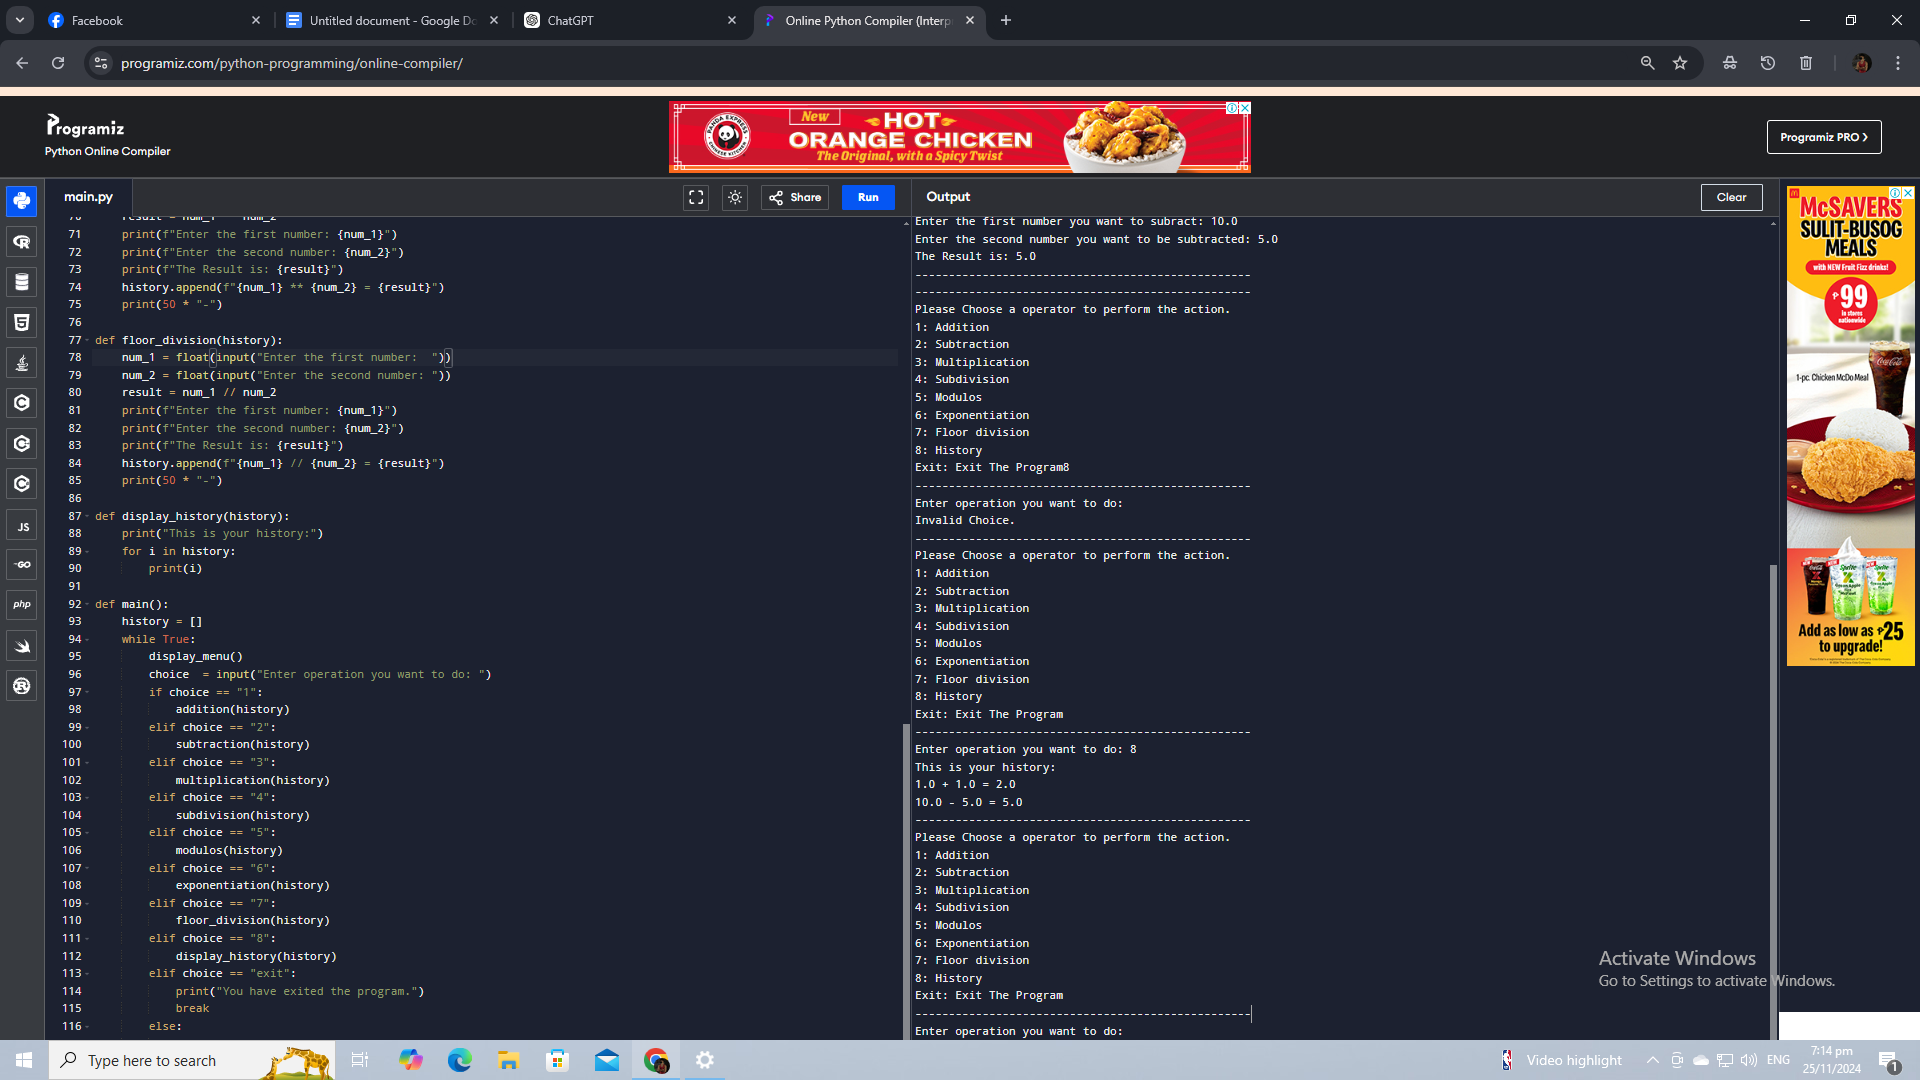 Facebook
Untitled document - Google Do
ChatGPT
Online Python Compiler (Interp
programiz.com/python-programming/online-compiler/
Programiz
Python Online Compiler
PANDA EXPRESS
CHINESE KITCHEN
New
HOT
ORANGE CHICKEN
The Original, with a Spicy Twist
Programiz PRO >
main.py
Share
Run
Output
Clear
70 result = num_1 ** num_2
71 print(f"Enter the first number: {num_1}")
72 print(f"Enter the second number: {num_2}")
73 print(f"The Result is: {result}")
74 history.append(f"{num_1} ** {num_2} = {result}")
75 print(50 * "-")
76
77 def floor_division(history):
78 num_1 = float(input("Enter the first number:  "))
79 num_2 = float(input("Enter the second number: "))
80 result = num_1 // num_2
81 print(f"Enter the first number: {num_1}")
82 print(f"Enter the second number: {num_2}")
83 print(f"The Result is: {result}")
84 history.append(f"{num_1} // {num_2} = {result}")
85 print(50 * "-")
86
87 def display_history(history):
88 print("This is your history:")
89 for i in history:
90 print(i)
91
92 def main():
93 history = []
94 while True:
95 display_menu()
96 choice  = input("Enter operation you want to do: ")
97 if choice == "1":
98 addition(history)
99 elif choice == "2":
100 subtraction(history)
101 elif choice == "3":
102 multiplication(history)
103 elif choice == "4":
104 subdivision(history)
105 elif choice == "5":
106 modulos(history)
107 elif choice == "6":
108 exponentiation(history)
109 elif choice == "7":
110 floor_division(history)
111 elif choice == "8":
112 display_history(history)
113 elif choice == "exit":
114 print("You have exited the program.")
115 break
116 else:
Enter the first number you want to subract: 10.0
Enter the second number you want to be subtracted: 5.0
The Result is: 5.0
--------------------------------------------------
--------------------------------------------------
Please Choose a operator to perform the action.
1: Addition
2: Subtraction
3: Multiplication
4: Subdivision
5: Modulos
6: Exponentiation
7: Floor division
8: History
Exit: Exit The Program8
--------------------------------------------------
Enter operation you want to do:
Invalid Choice.
--------------------------------------------------
Please Choose a operator to perform the action.
1: Addition
2: Subtraction
3: Multiplication
4: Subdivision
5: Modulos
6: Exponentiation
7: Floor division
8: History
Exit: Exit The Program
--------------------------------------------------
Enter operation you want to do: 8
This is your history:
1.0 + 1.0 = 2.0
10.0 - 5.0 = 5.0
--------------------------------------------------
Please Choose a operator to perform the action.
1: Addition
2: Subtraction
3: Multiplication
4: Subdivision
5: Modulos
6: Exponentiation
7: Floor division
8: History
Exit: Exit The Program
--------------------------------------------------
Enter operation you want to do:
JS
GO
php
McSAVERS
SULIT-BUSOG
MEALS
with NEW Fruit Fizz drinks!
₱99
in stores
nationwide
1-pc. Chicken McDo Meal
Coca-Cola
Sprite
Add as low as ₱25
to upgrade!
Activate Windows
Go to Settings to activate Windows.
Type here to search
Video highlight
ENG
7:14 pm
25/11/2024
1